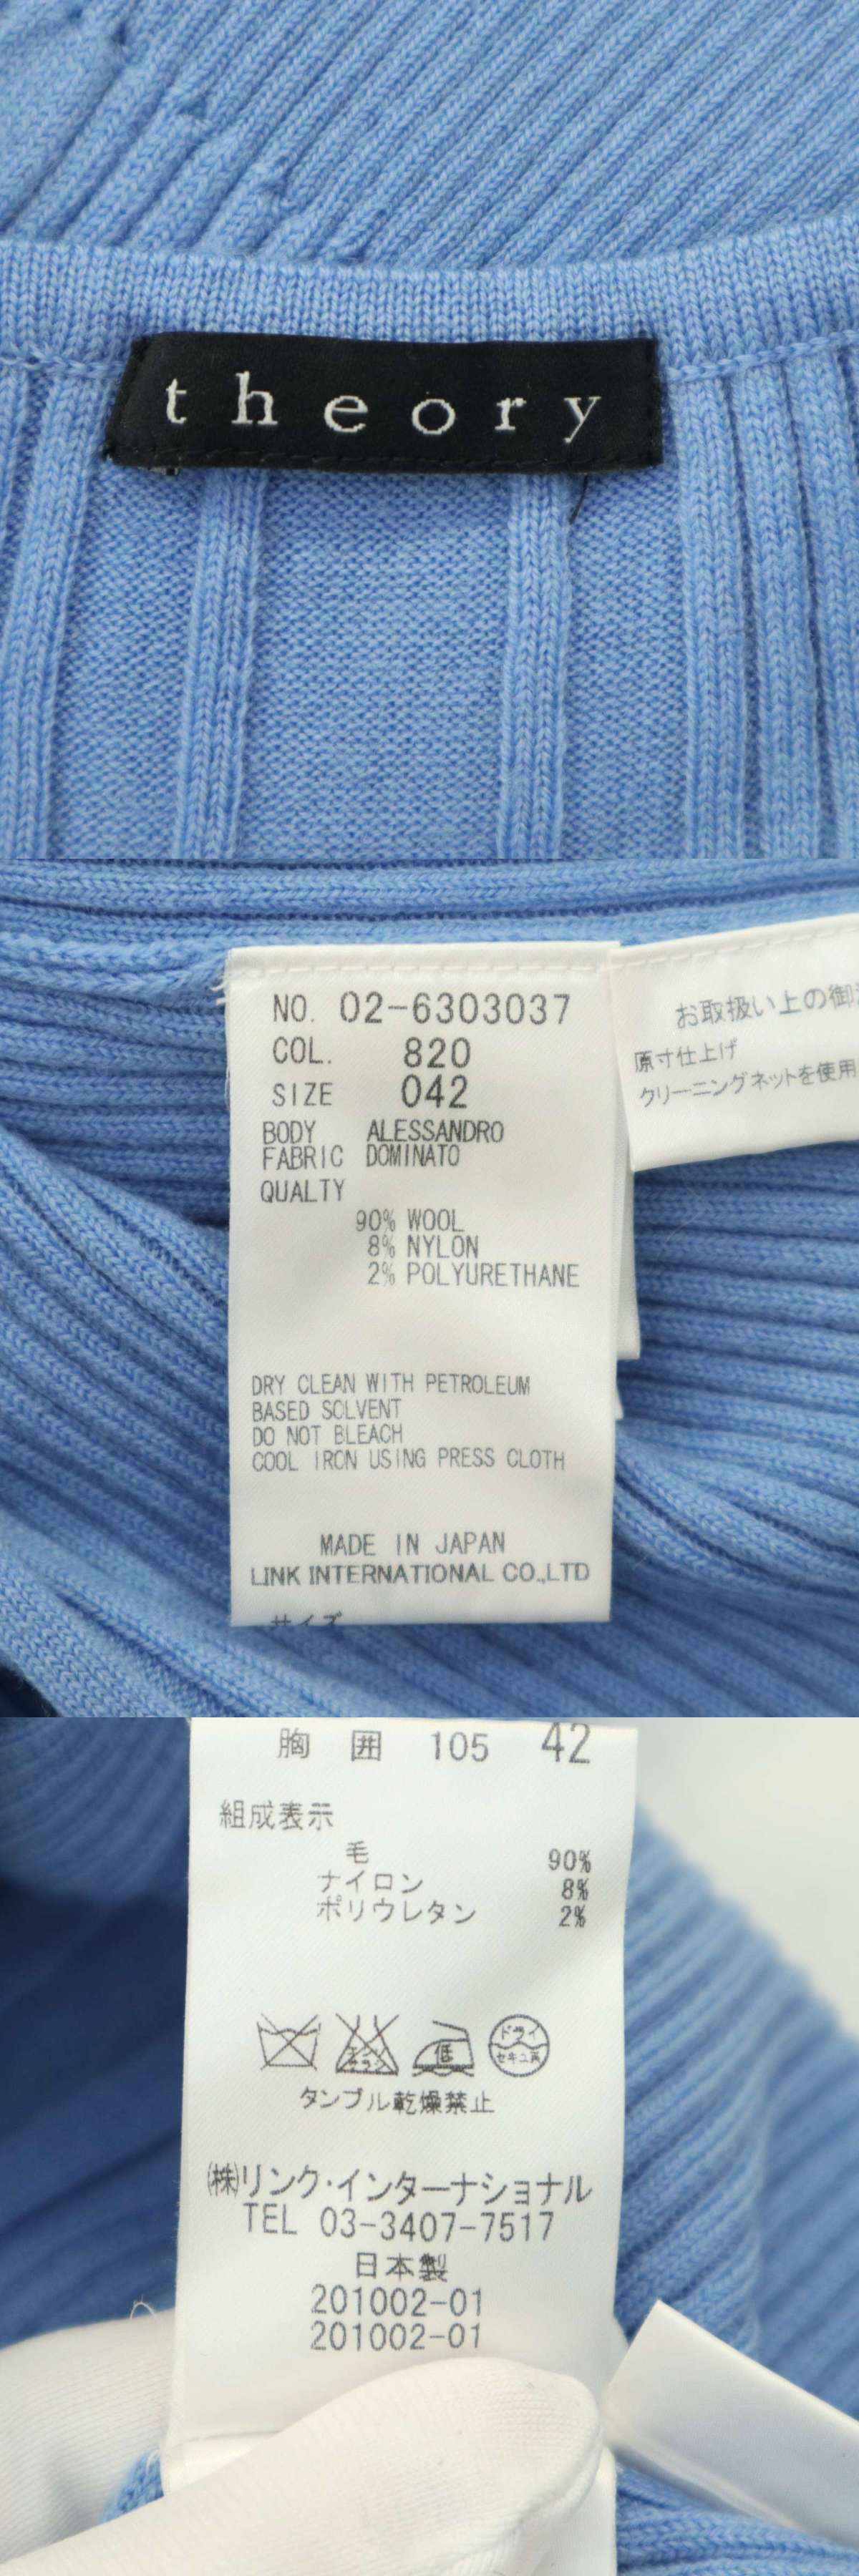 theory
NO. 02-6303037
COL. 820
SIZE 042
BODY ALESSANDRO
FABRIC DOMINATO
QUALTY
90% WOOL
8% NYLON
2% POLYURETHANE
DRY CLEAN WITH PETROLEUM
BASED SOLVENT
DO NOT BLEACH
COOL IRON USING PRESS CLOTH
MADE IN JAPAN
LINK INTERNATIONAL CO.,LTD
サイズ
お取扱い上の御
原寸仕上げ
クリーニングネットを使用
胸 囲 105 42
組成表示
毛 90%
ナイロン 8%
ポリウレタン 2%
低
ドライ
セキユ系
タンブル乾燥禁止
㈱リンク・インターナショナル
TEL 03-3407-7517
日本製
201002-01
201002-01